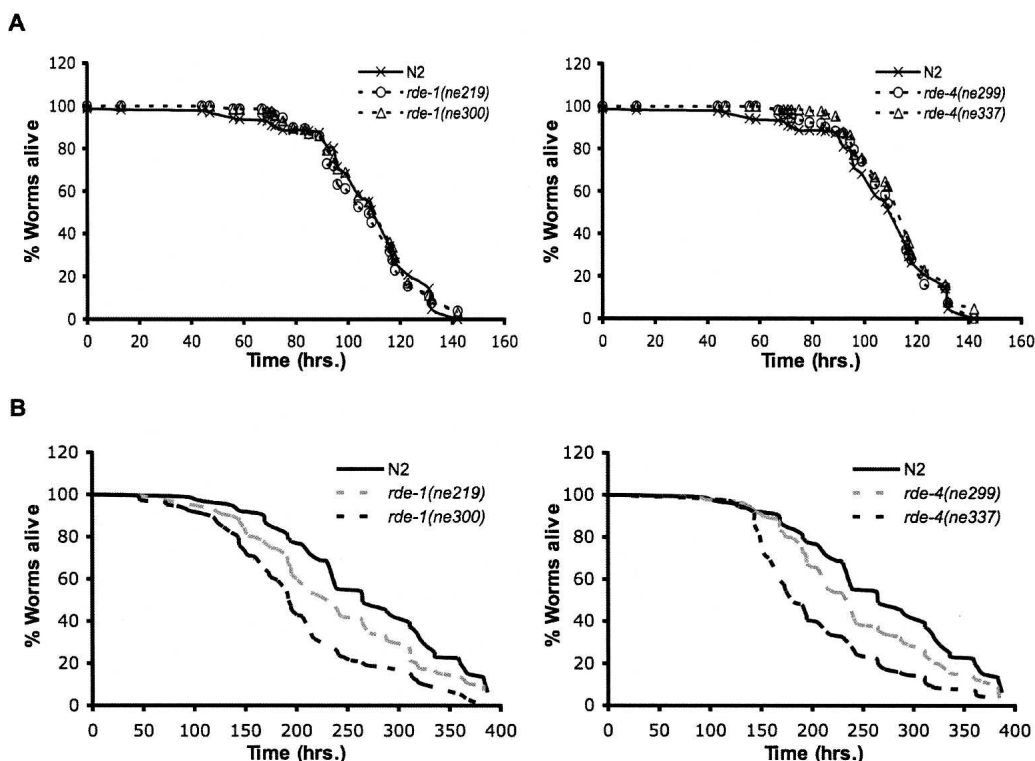 A
120
100
80
60
40
20
0
% Worms alive
0 20 40 60 80 100 120 140 160
Time (hrs.)
N2
rde-1(ne219)
rde-1(ne300)
120
100
80
60
40
20
0
% Worms alive
0 20 40 60 80 100 120 140 160
Time (hrs.)
N2
rde-4(ne299)
rde-4(ne337)
B
120
100
80
60
40
20
0
% Worms alive
0 50 100 150 200 250 300 350 400
Time (hrs.)
N2
rde-1(ne219)
rde-1(ne300)
120
100
80
60
40
20
0
% Worms alive
0 50 100 150 200 250 300 350 400
Time (hrs.)
N2
rde-4(ne299)
rde-4(ne337)